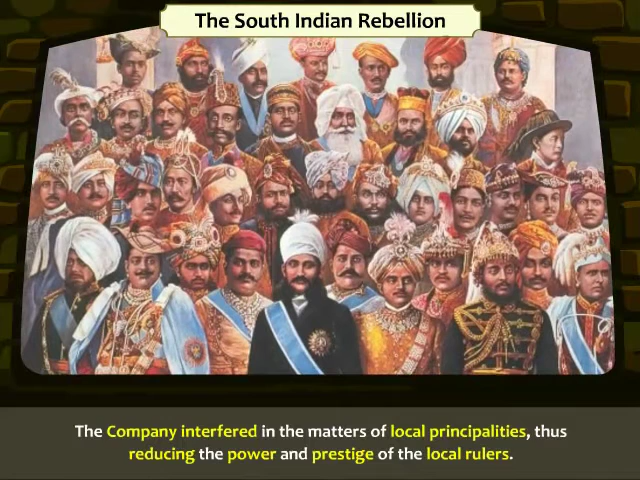 The South Indian Rebellion
The Company interfered in the matters of local principalities, thus
reducing the power and prestige of the local rulers.